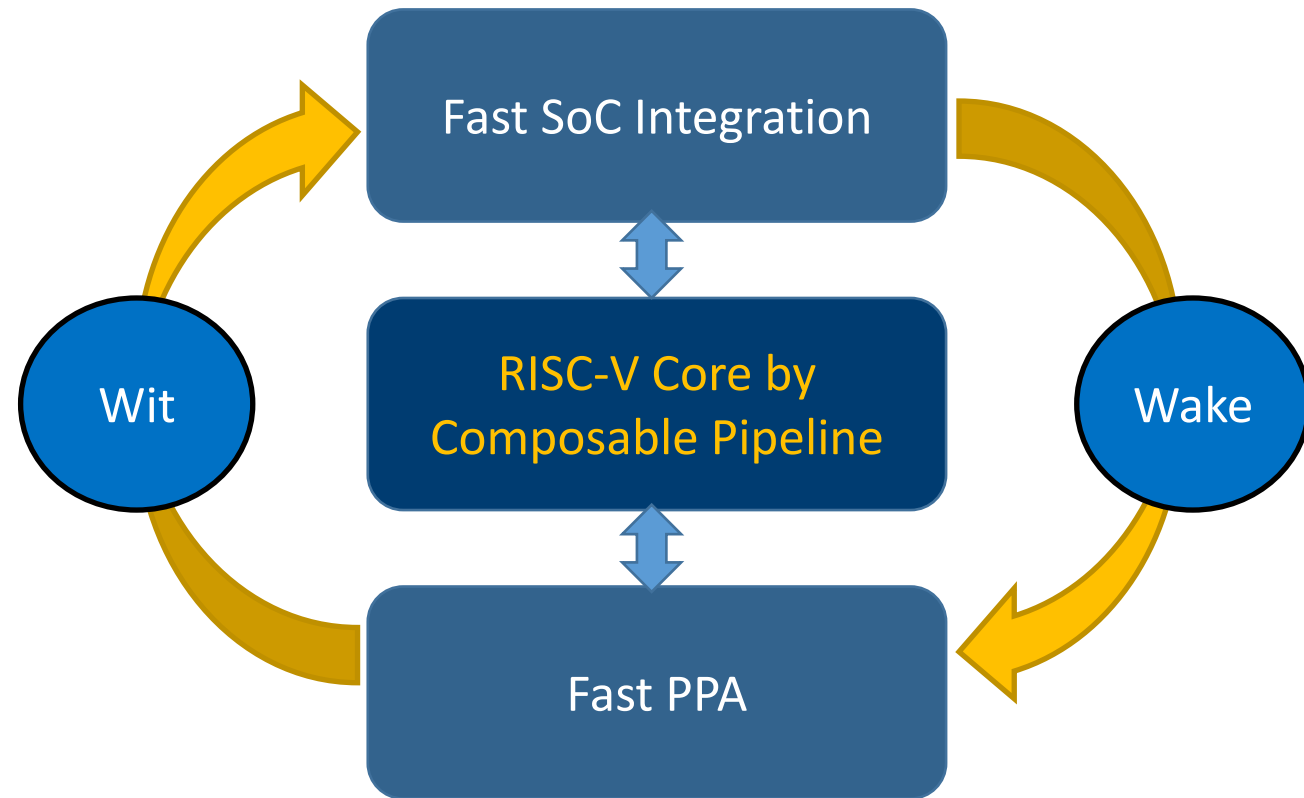 Fast SoC Integration
Wit
RISC-V Core by
Composable Pipeline
Wake
Fast PPA